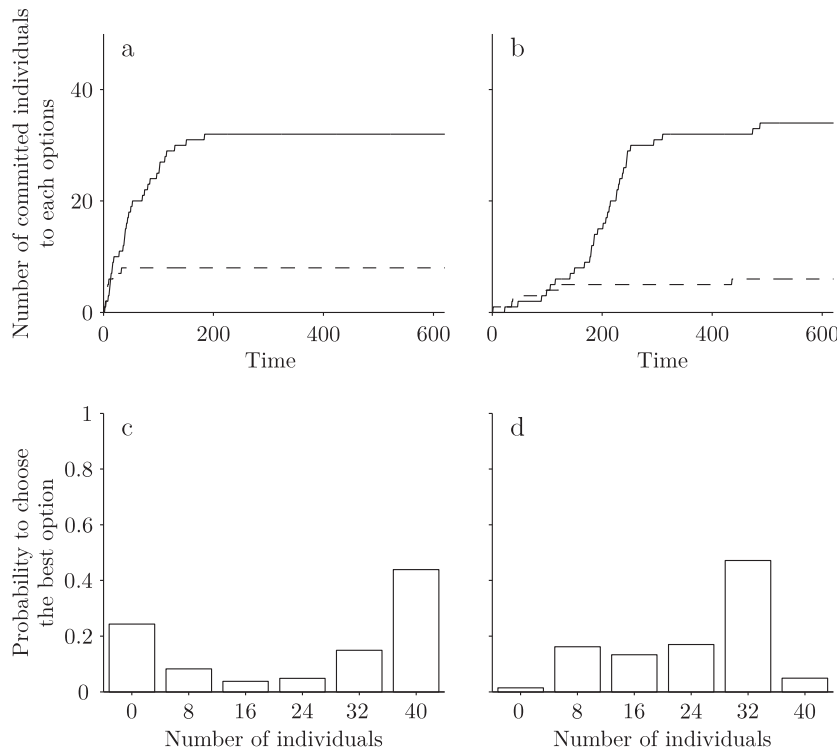 a
b
Number of committed individuals
to each options
40
20
0
0
200
400
600
0
200
400
600
Time
Time
c
d
Probability to choose
the best option
1
0.8
0.6
0.4
0.2
0
0
8
16
24
32
40
0
8
16
24
32
40
Number of individuals
Number of individuals